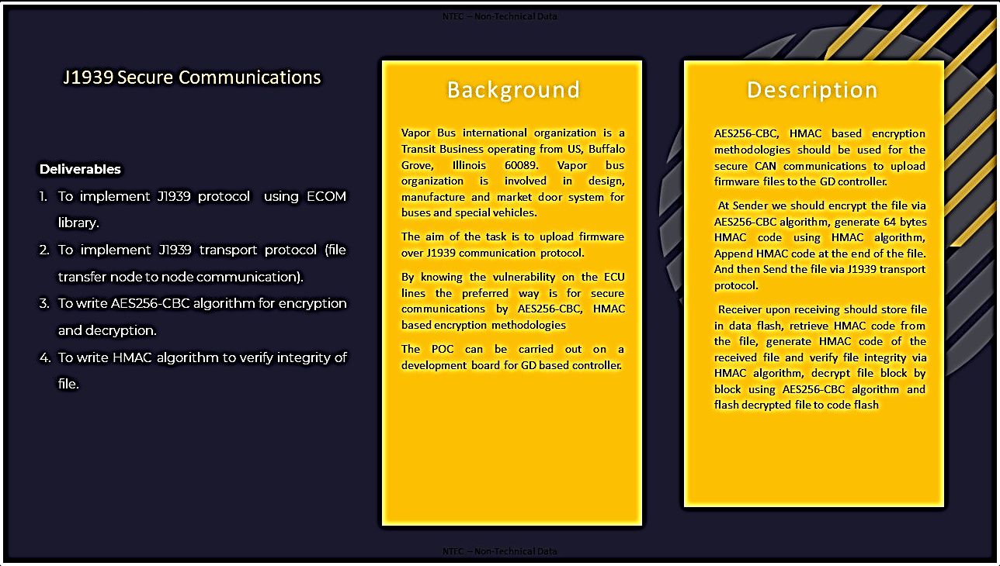 NTEC – Non-Technical Data
J1939 Secure Communications
Deliverables
1. To implement J1939 protocol using ECOM
library.
2. To implement J1939 transport protocol (file
transfer node to node communication).
3. To write AES256-CBC algorithm for encryption
and decryption.
4. To write HMAC algorithm to verify integrity of
file.
Background
Vapor Bus international organization is a
Transit Business operating from US, Buffalo
Grove, Illinois 60089. Vapor bus
organization is involved in design,
manufacture and market door system for
buses and special vehicles.
The aim of the task is to upload firmware
over J1939 communication protocol.
By knowing the vulnerability on the ECU
lines the preferred way is for secure
communications by AES256-CBC, HMAC
based encryption methodologies
The POC can be carried out on a
development board for GD based controller.
Description
AES256-CBC, HMAC based encryption
methodologies should be used for the
secure CAN communications to upload
firmware files to the GD controller.
At Sender we should encrypt the file via
AES256-CBC algorithm, generate 64 bytes
HMAC code using HMAC algorithm,
Append HMAC code at the end of the file.
And then Send the file via J1939 transport
protocol.
Receiver upon receiving should store file
in data flash, retrieve HMAC code from
the file, generate HMAC code of the
received file and verify file integrity via
HMAC algorithm, decrypt file block by
block using AES256-CBC algorithm and
flash decrypted file to code flash
NTEC – Non-Technical Data